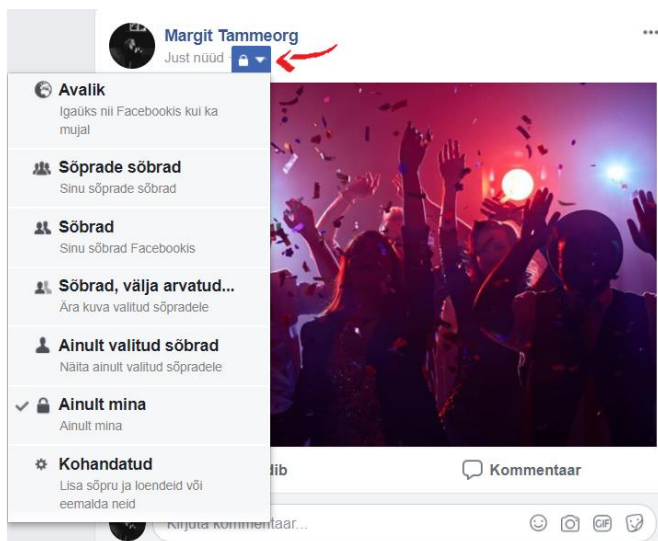 Margit Tammeorg
Just nüüd
Avalik
Igaüks nii Facebookis kui ka
mujal
Sõprade sõbrad
Sinu sõprade sõbrad
Sõbrad
Sinu sõbrad Facebookis
Sõbrad, välja arvatud...
Ära kuva valitud sõpradele
Ainult valitud sõbrad
Näita ainult valitud sõpradele
Ainult mina
Ainult mina
Kohandatud
Lisa sõpru ja loendeid või
eemalda neid
Kommentaar
Kirjuta kommentaar...
GIF